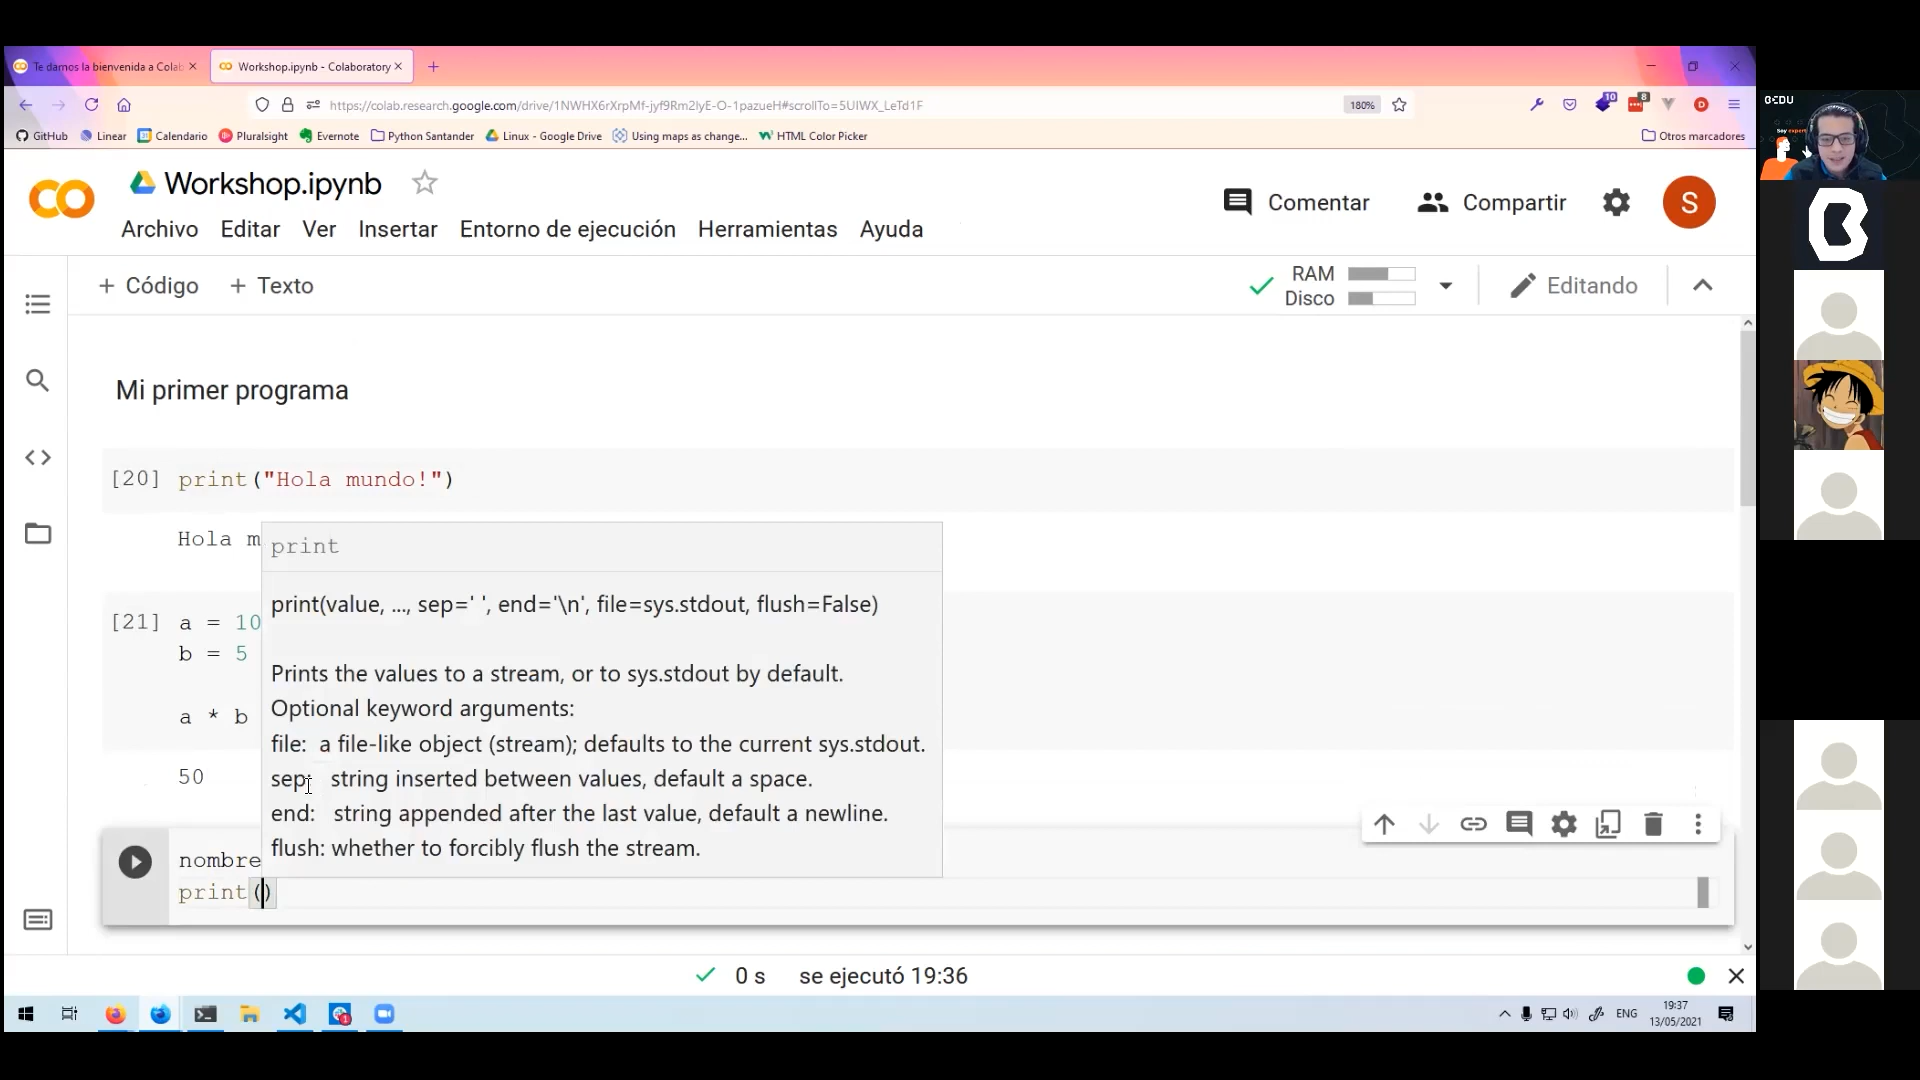 Te damos la bienvenida a Colab
Workshop.ipynb - Colaboratory
https://colab.research.google.com/drive/1NWHX6rXrpMf-jyf9Rm2lyE-O-1pazueH#scrollTo=5UIWX_LeTd1F
180%
10
8
D
GitHub
Linear
Calendario
Pluralsight
Evernote
Python Santander
Linux - Google Drive
Using maps as change...
HTML Color Picker
Otros marcadores
Workshop.ipynb
Comentar
Compartir
S
Archivo Editar Ver Insertar Entorno de ejecución Herramientas Ayuda
+ Código + Texto
RAM
Disco
Editando
Mi primer programa
[20] print("Hola mundo!")
Hola m
print
print(value, ..., sep=' ', end='\n', file=sys.stdout, flush=False)
[21] a = 10
b = 5
Prints the values to a stream, or to sys.stdout by default.
Optional keyword arguments:
a * b
file: a file-like object (stream); defaults to the current sys.stdout.
50
sep: string inserted between values, default a space.
end: string appended after the last value, default a newline.
flush: whether to forcibly flush the stream.
nombre
print()
0 s se ejecutó 19:36
ENG
19:37
13/05/2021